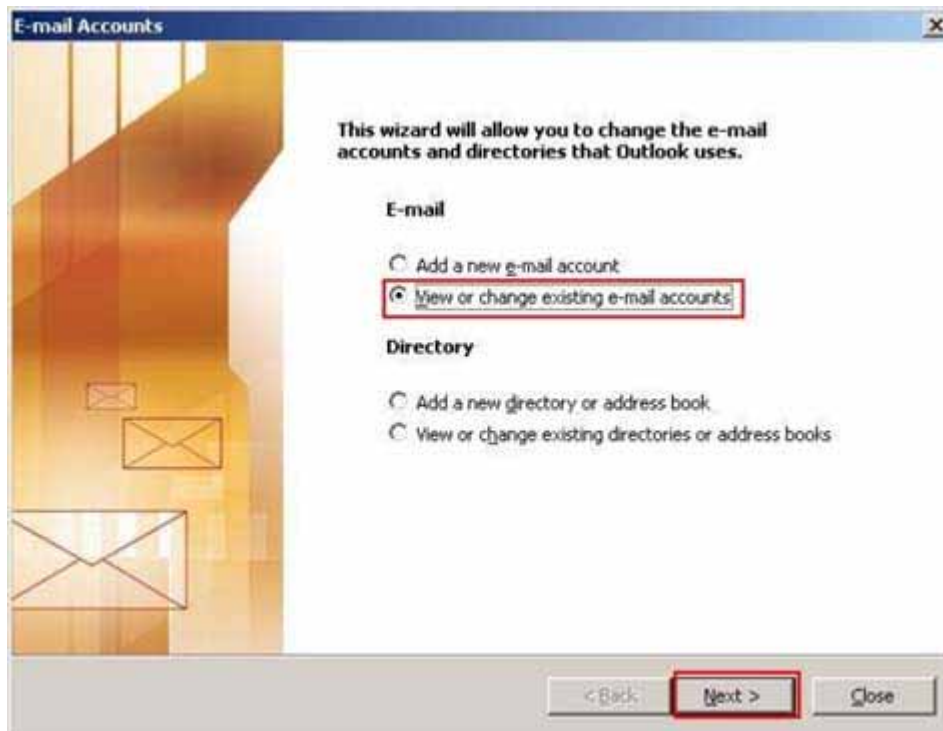 E-mail Accounts
This wizard will allow you to change the e-mail
accounts and directories that Outlook uses.
E-mail
Add a new e-mail account
View or change existing e-mail accounts
Directory
Add a new directory or address book
View or change existing directories or address books
< Back
Next >
Close